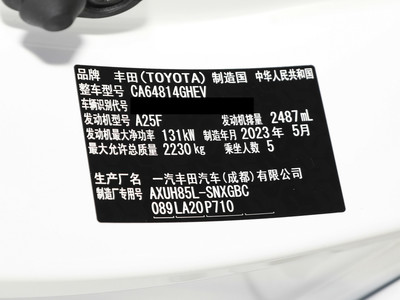 品牌 丰田(TOYOTA) 制造国 中华人民共和国
整车型号 CA64814GHEV
车辆识别代号
发动机型号 A25F 发动机排量 2487mL
发动机最大净功率 131kW 制造年月 2023年 5月
最大允许总质量 2230kg 乘坐人数 5
生产厂名 一汽丰田汽车(成都)有限公司
制造厂专用号 AXUH85L-SNXGBC
089LA20P710